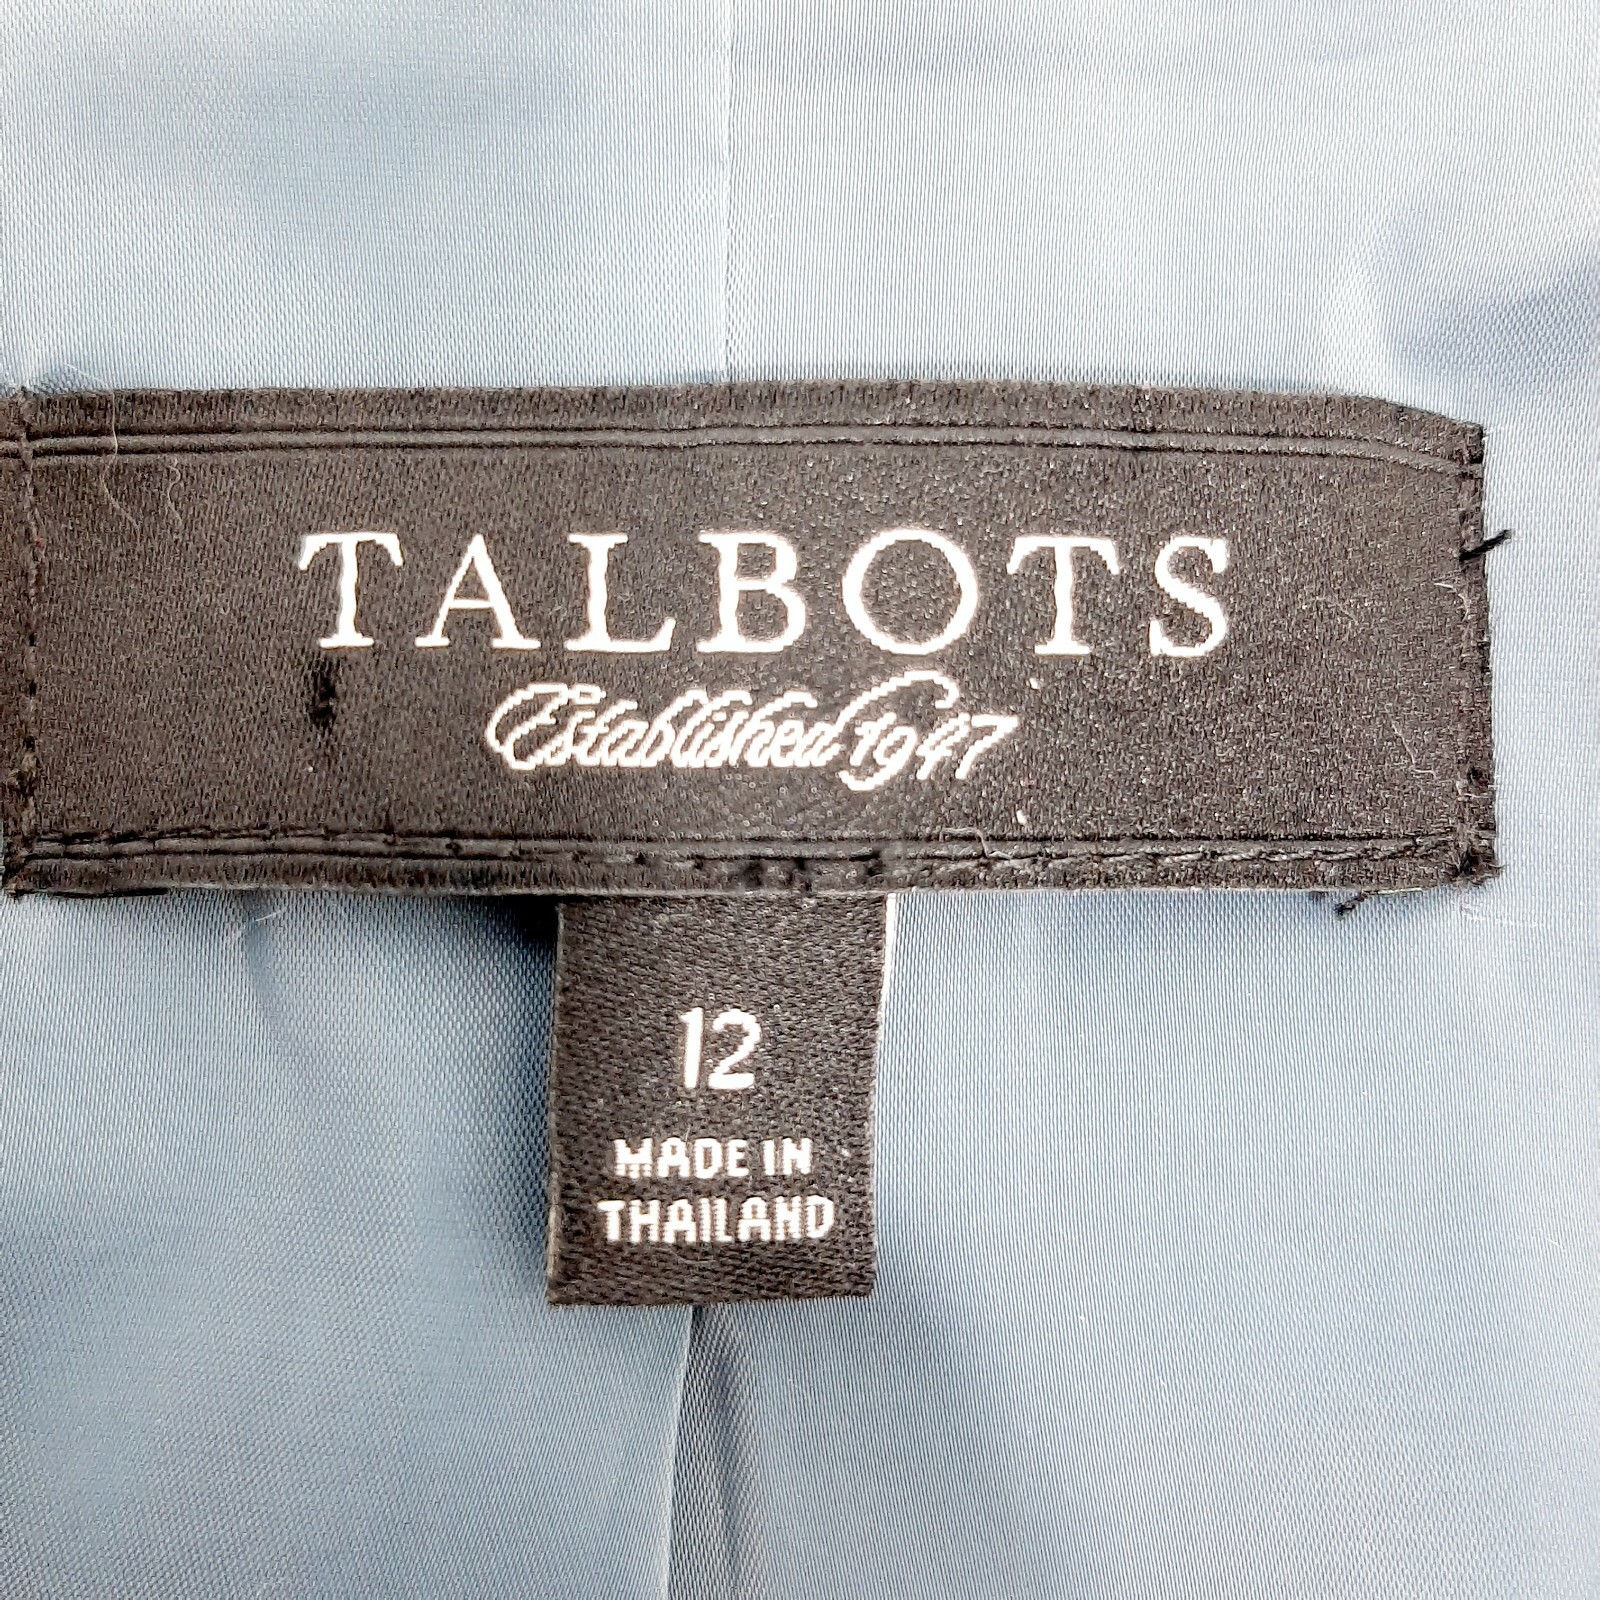 TALBOTS
Established 1947
12
MADE IN
THAILAND